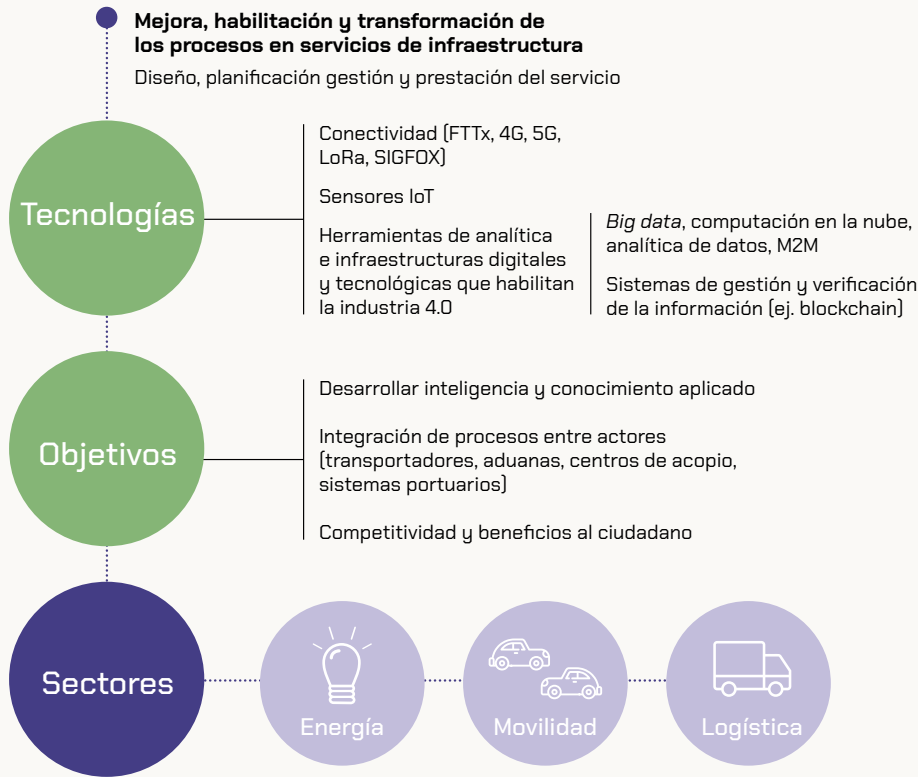 Mejora, habilitación y transformación de
los procesos en servicios de infraestructura
Diseño, planificación gestión y prestación del servicio
Tecnologías
Conectividad (FTTx, 4G, 5G,
LoRa, SIGFOX)
Sensores IoT
Herramientas de analítica
e infraestructuras digitales
y tecnológicas que habilitan
la industria 4.0
Big data, computación en la nube,
analítica de datos, M2M
Sistemas de gestión y verificación
de la información (ej. blockchain)
Objetivos
Desarrollar inteligencia y conocimiento aplicado
Integración de procesos entre actores
(transportadores, aduanas, centros de acopio,
sistemas portuarios)
Competitividad y beneficios al ciudadano
Sectores
Energía
Movilidad
Logística